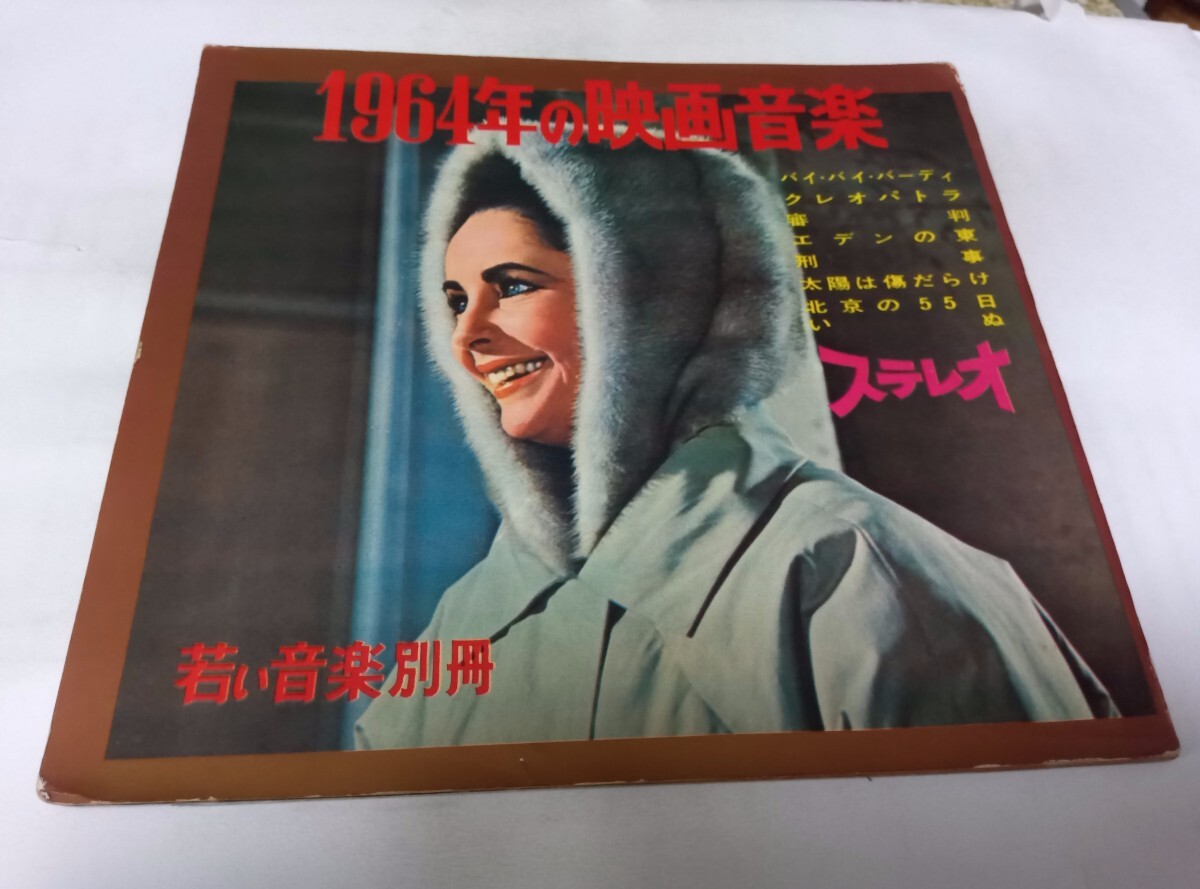 1964年の映画音楽
バイ・バイ・バーディ
クレオパトラ
審判
エデンの東
刑事
太陽は傷だらけ
北京の55日
いぬ
ステレオ
若い音楽別冊